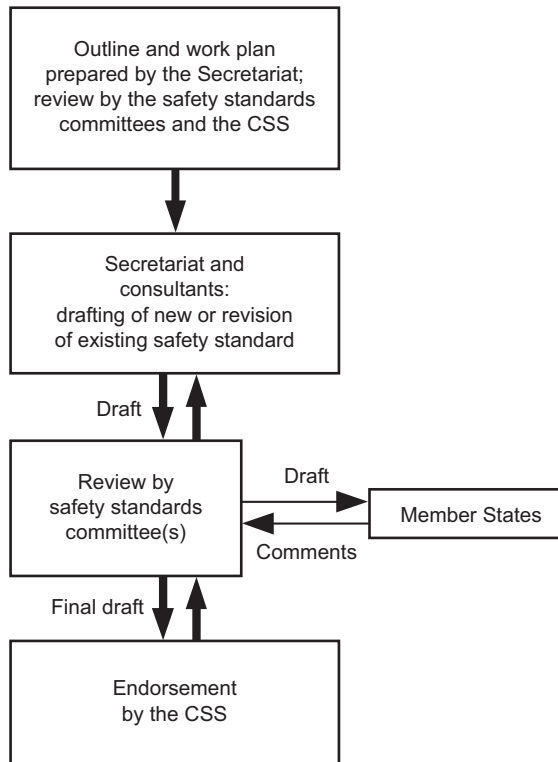 Outline and work plan
prepared by the Secretariat;
review by the safety standards
committees and the CSS
Secretariat and
consultants:
drafting of new or revision
of existing safety standard
Draft
Review by
safety standards
committee(s)
Draft
Member States
Comments
Final draft
Endorsement
by the CSS